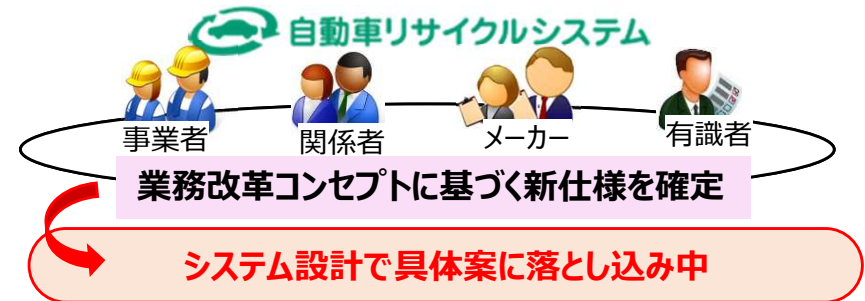 自動車リサイクルシステム
事業者 関係者 メーカー 有識者
業務改革コンセプトに基づく新仕様を確定
システム設計で具体案に落とし込み中